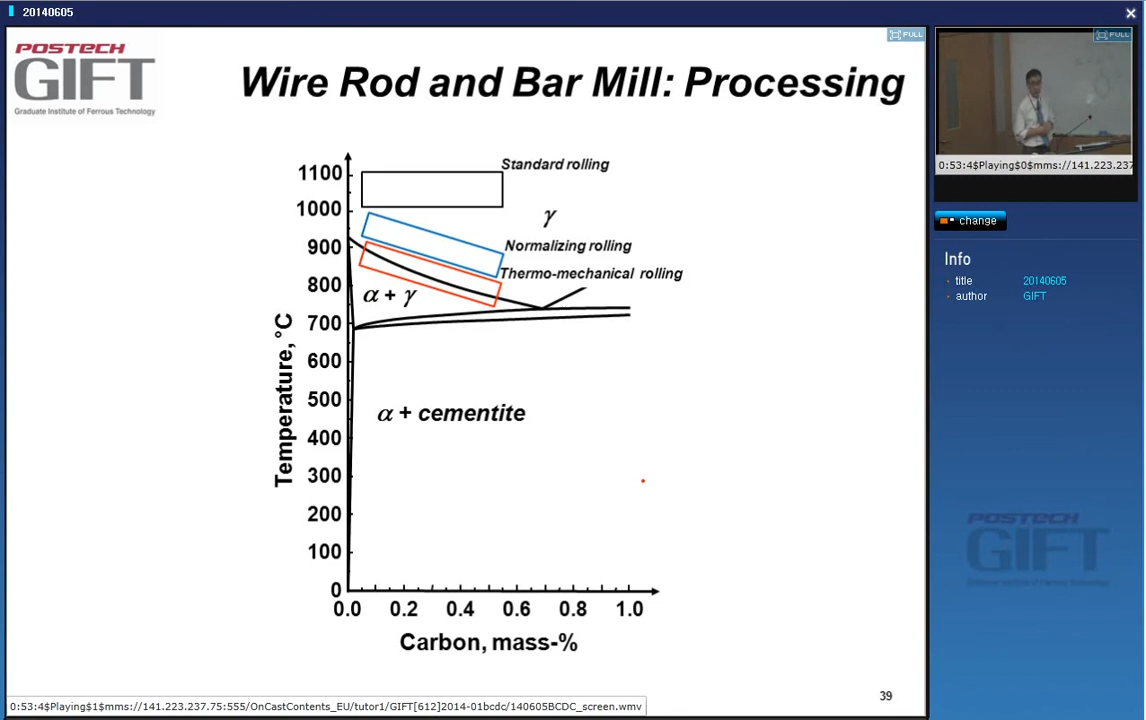 20140605
POSTECH
GIFT
Graduate Institute of Ferrous Technology
FULL
Wire Rod and Bar Mill: Processing
Standard rolling
γ
Normalizing rolling
Thermo-mechanical rolling
α + γ
α + cementite
Temperature, °C
1100
1000
900
800
700
600
500
400
300
200
100
0
0.0 0.2 0.4 0.6 0.8 1.0
Carbon, mass-%
39
0:53:4$Playing$1$mms://141.223.237.75:555/OnCastContents_EU/tutor1/GIFT[612]2014-01bcdc/140605BCDC_screen.wmv
FULL
0:53:4$Playing$0$mms://141.223.237
change
Info
title 20140605
author GIFT
POSTECH
GIFT